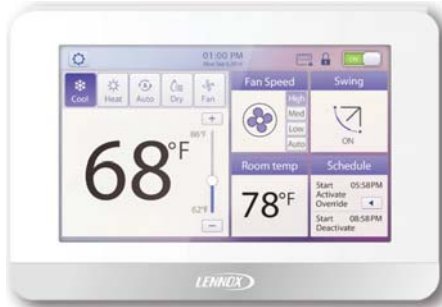 01:00 PM
ON
Cool
Heat
Auto
Dry
Fan
86°F
68°F
62°F
Fan Speed
High
Med
Low
Auto
Swing
ON
Room temp
78°F
Schedule
Start 05:58PM
Activate
Override
Start 08:58PM
Deactivate
LENNOX